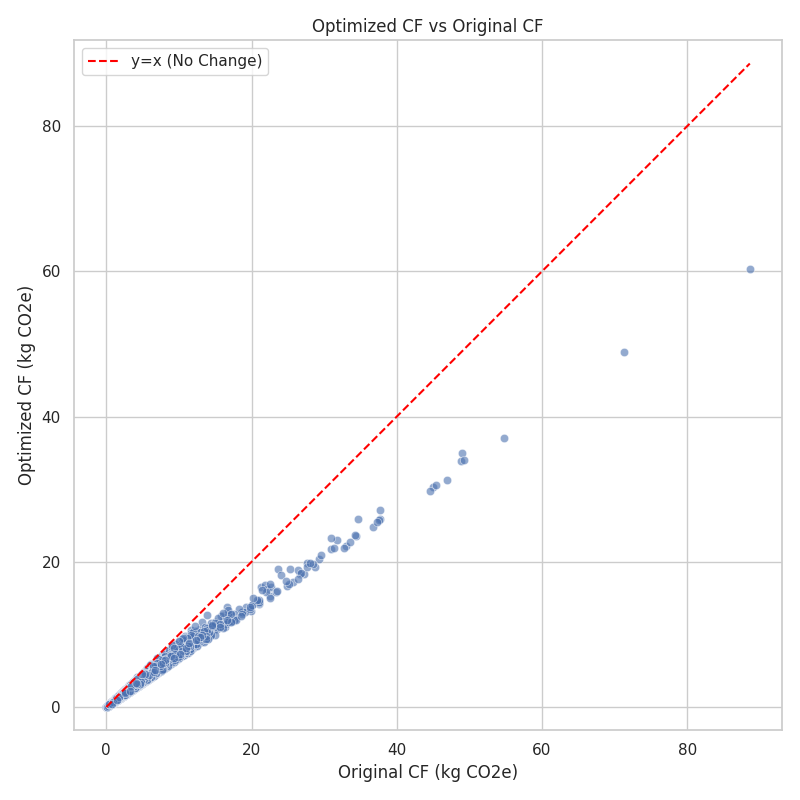 Optimized CF vs Original CF
y=x (No Change)
Optimized CF (kg CO2e)
80
60
40
20
0
0 20 40 60 80
Original CF (kg CO2e)